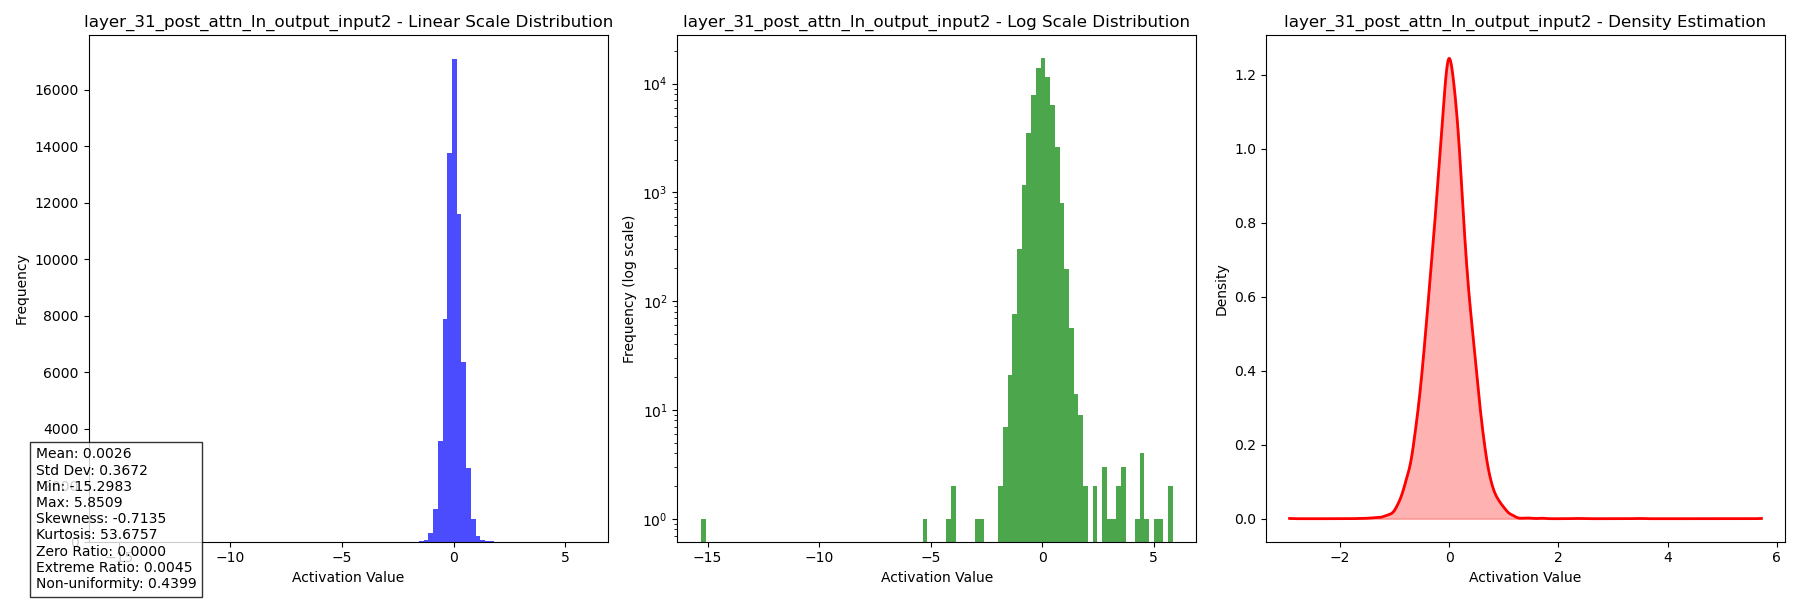 layer_31_post_attn_ln_output_input2 - Linear Scale Distribution
16000
14000
12000
10000
8000
6000
4000
Frequency
−10
−5
0
5
Activation Value
Mean: 0.0026
Std Dev: 0.3672
Min: -15.2983
Max: 5.8509
Skewness: -0.7135
Kurtosis: 53.6757
Zero Ratio: 0.0000
Extreme Ratio: 0.0045
Non-uniformity: 0.4399
layer_31_post_attn_ln_output_input2 - Log Scale Distribution
10⁴
10³
10²
10¹
10⁰
Frequency (log scale)
−15
−10
−5
0
5
Activation Value
layer_31_post_attn_ln_output_input2 - Density Estimation
1.2
1.0
0.8
0.6
0.4
0.2
0.0
Density
−2
0
2
4
6
Activation Value